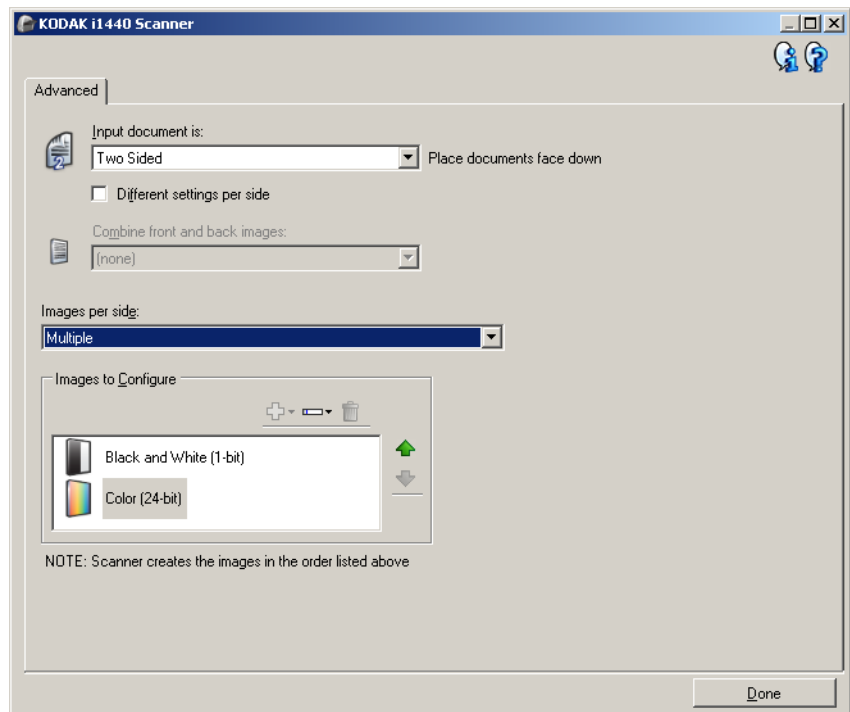 KODAK i1440 Scanner
Advanced
Input document is:
Two Sided Place documents face down
Different settings per side
Combine front and back images:
(none)
Images per side:
Multiple
Images to Configure
Black and White (1-bit)
Color (24-bit)
NOTE: Scanner creates the images in the order listed above
Done